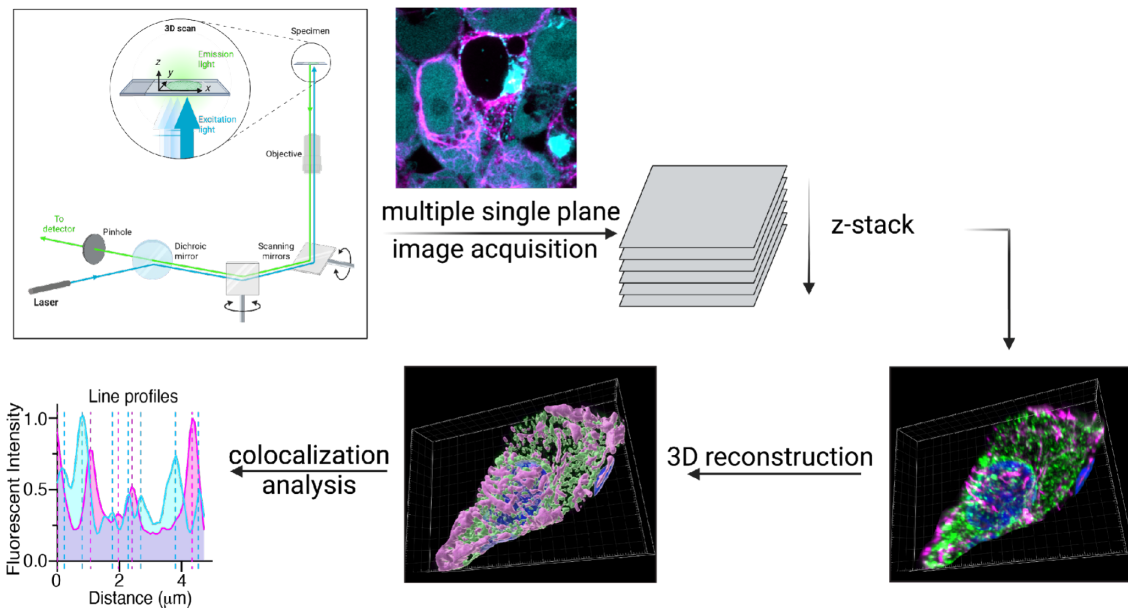 3D scan
Emission
light
z
y
x
Excitation
light
Specimen
Objective
To
detector
Pinhole
Dichroic
mirror
Scanning
mirrors
Laser
multiple single plane
image acquisition
z-stack
3D reconstruction
colocalization
analysis
Line profiles
Fluorescent Intensity
1.0
0.5
0.0
0
2
4
Distance (μm)